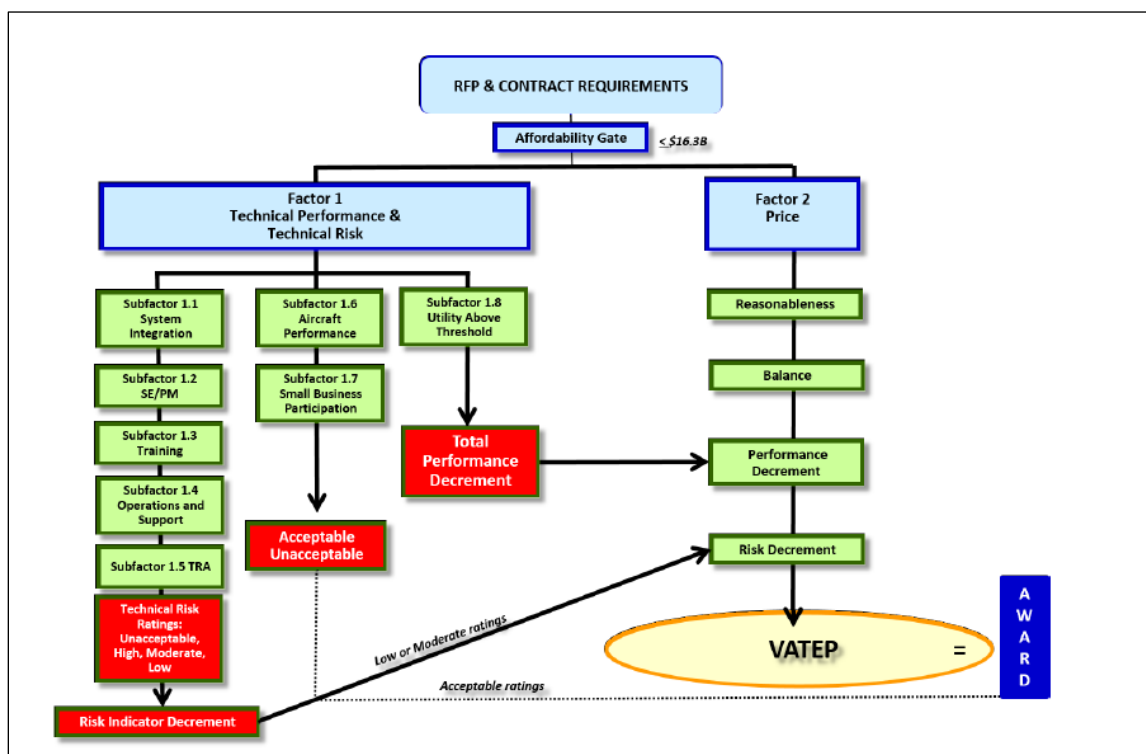 RFP & CONTRACT REQUIREMENTS
Affordability Gate
≤ $16.3B
Factor 1
Technical Performance &
Technical Risk
Factor 2
Price
Subfactor 1.1
System
Integration
Subfactor 1.2
SE/PM
Subfactor 1.3
Training
Subfactor 1.4
Operations and
Support
Subfactor 1.5 TRA
Technical Risk
Ratings:
Unacceptable,
High, Moderate,
Low
Risk Indicator Decrement
Subfactor 1.6
Aircraft
Performance
Subfactor 1.7
Small Business
Participation
Acceptable
Unacceptable
Subfactor 1.8
Utility Above
Threshold
Total
Performance
Decrement
Reasonableness
Balance
Performance
Decrement
Risk Decrement
Low or Moderate ratings
Acceptable ratings
VATEP =
A
W
A
R
D